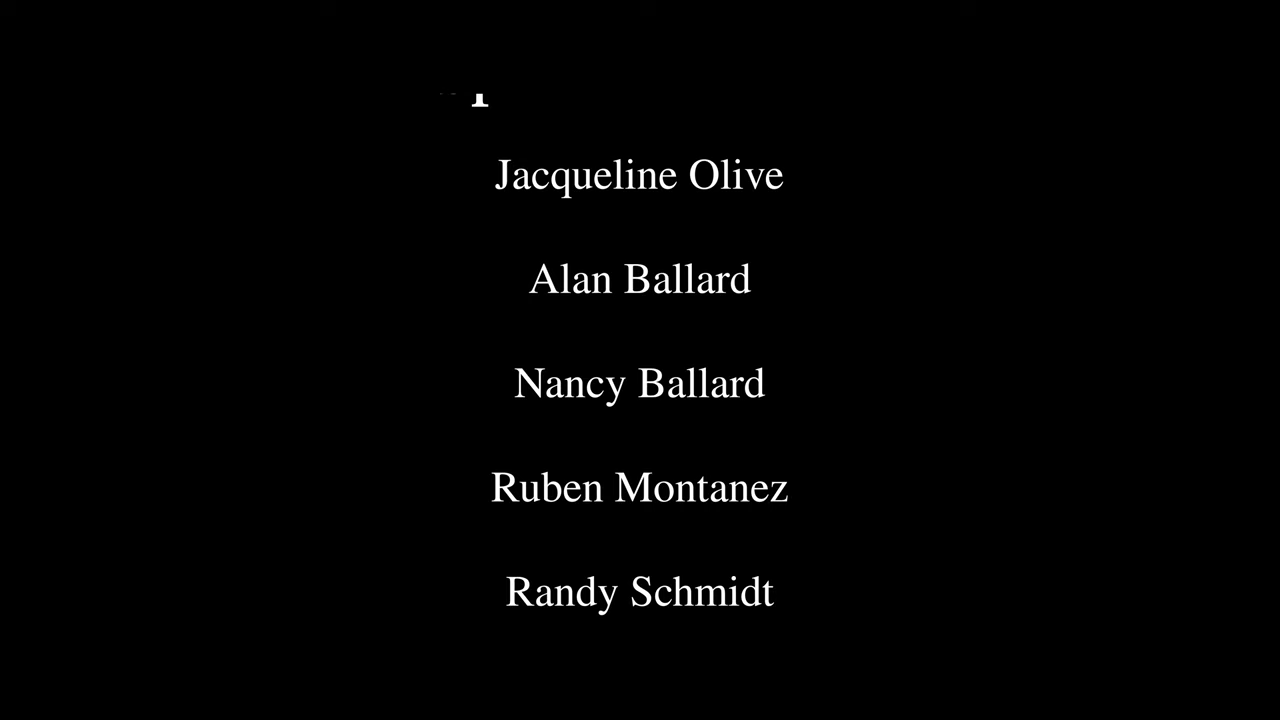 Jacqueline Olive
Alan Ballard
Nancy Ballard
Ruben Montanez
Randy Schmidt